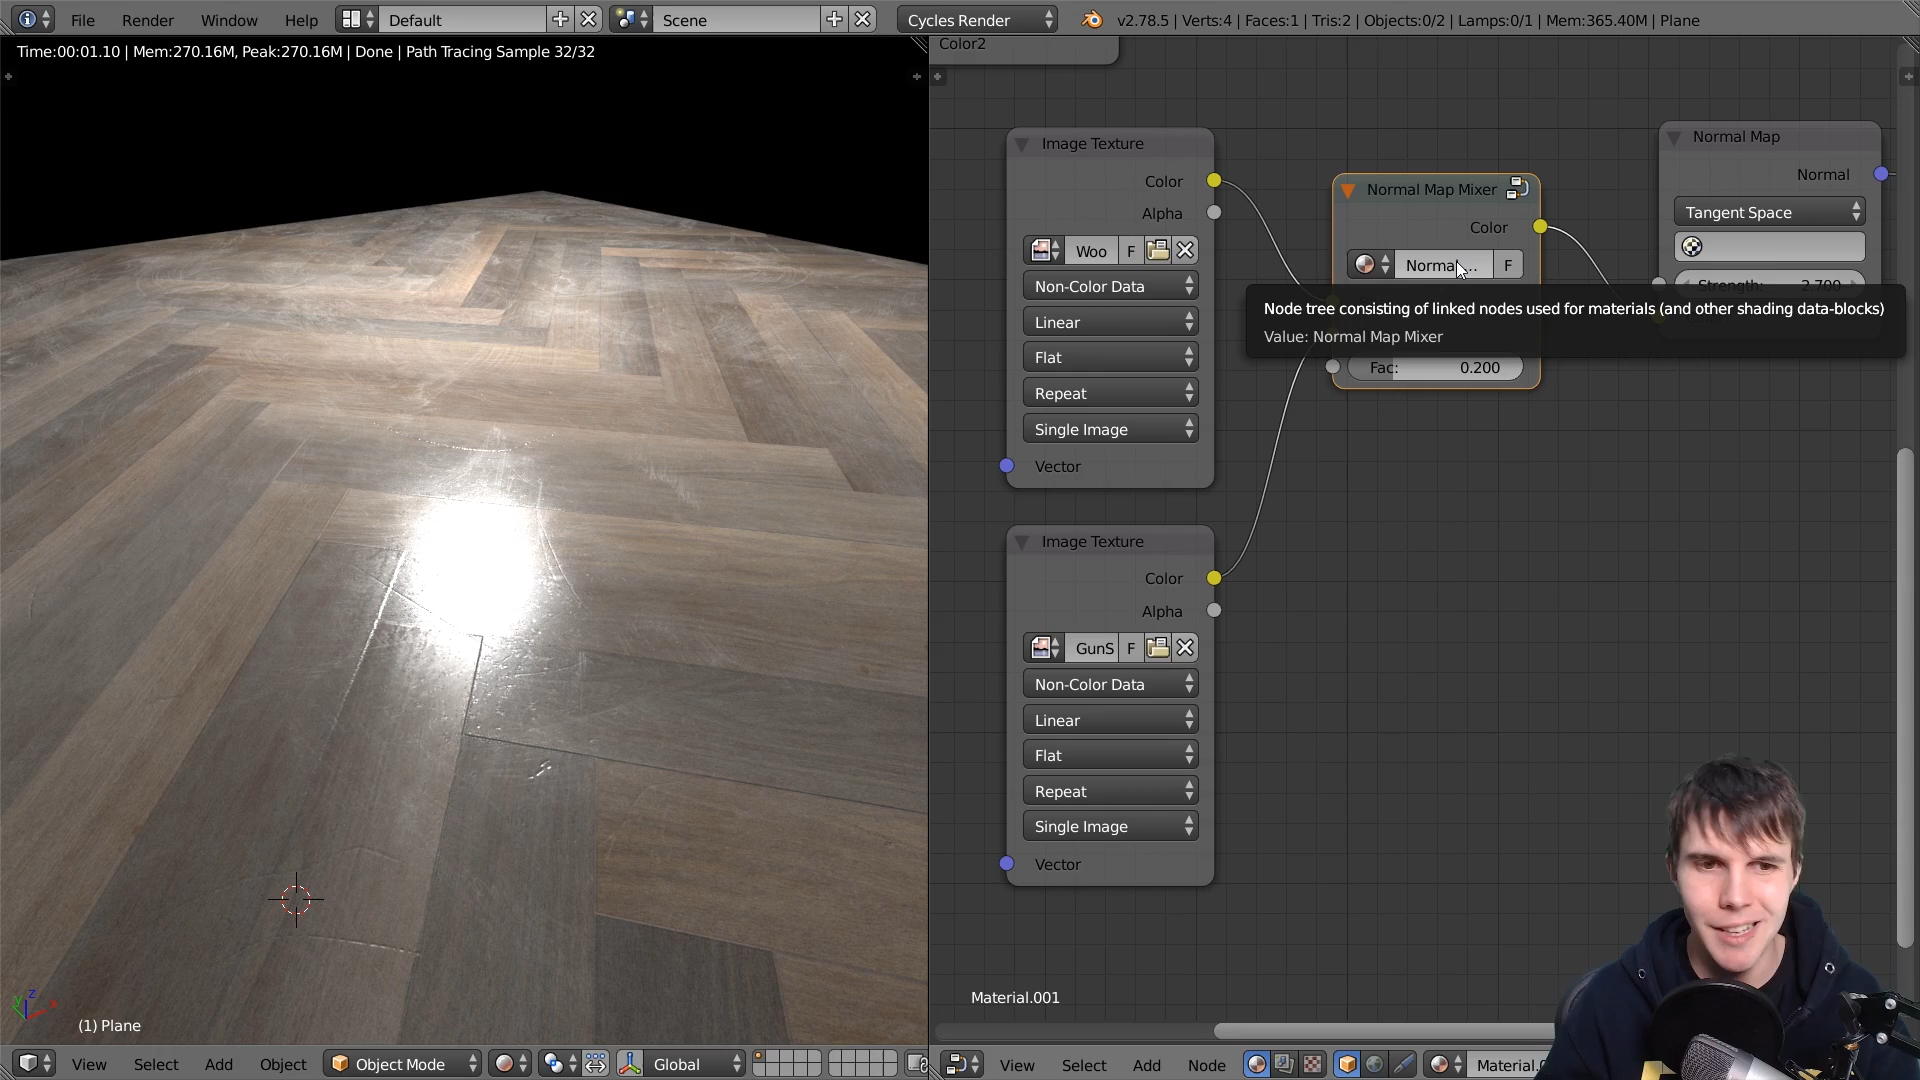 File Render Window Help Default Scene Cycles Render v2.78.5 | Verts:4 | Faces:1 | Tris:2 | Objects:0/2 | Lamps:0/1 | Mem:365.40M | Plane
Time:00:01.10 | Mem:270.16M, Peak:270.16M | Done | Path Tracing Sample 32/32
Color2
Image Texture
Color
Alpha
Woo F
Non-Color Data
Linear
Flat
Repeat
Single Image
Vector
Normal Map Mixer
Color
Normal... F
Node tree consisting of linked nodes used for materials (and other shading data-blocks)
Value: Normal Map Mixer
Fac: 0.200
Normal Map
Normal
Tangent Space
Strength: 2.700
Image Texture
Color
Alpha
GunS F
Non-Color Data
Linear
Flat
Repeat
Single Image
Vector
Material.001
z
y
x
(1) Plane
View Select Add Object Object Mode Global
View Select Add Node Material.0